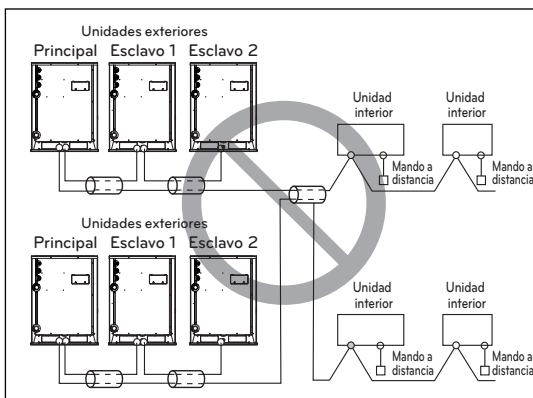 Unidades exteriores
Principal Esclavo 1 Esclavo 2
Unidad
interior
Unidad
interior
Mando a
distancia
Mando a
distancia
Unidades exteriores
Principal Esclavo 1 Esclavo 2
Unidad
interior
Unidad
interior
Mando a
distancia
Mando a
distancia